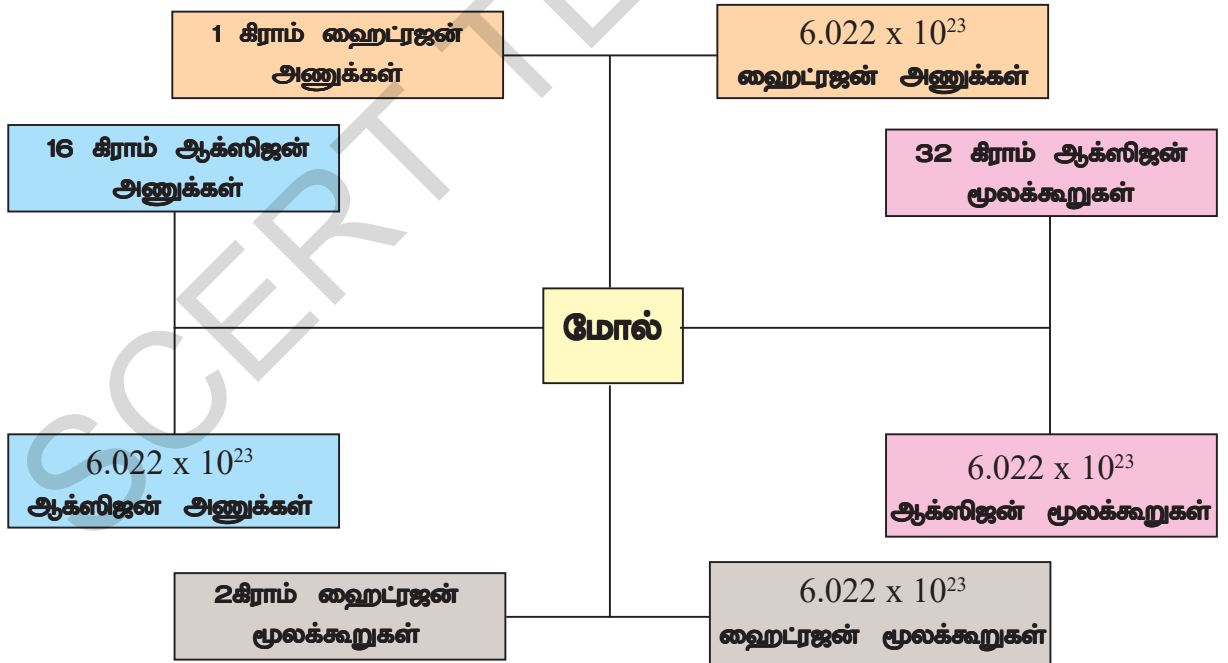 1 கிராம் ஹைட்ரஜன்
அணுக்கள்
6.022 x 10²³
ஹைட்ரஜன் அணுக்கள்
16 கிராம் ஆக்ஸிஜன்
அணுக்கள்
32 கிராம் ஆக்ஸிஜன்
மூலக்கூறுகள்
மோல்
6.022 x 10²³
ஆக்ஸிஜன் அணுக்கள்
6.022 x 10²³
ஆக்ஸிஜன் மூலக்கூறுகள்
2கிராம் ஹைட்ரஜன்
மூலக்கூறுகள்
6.022 x 10²³
ஹைட்ரஜன் மூலக்கூறுகள்
SCERT TE